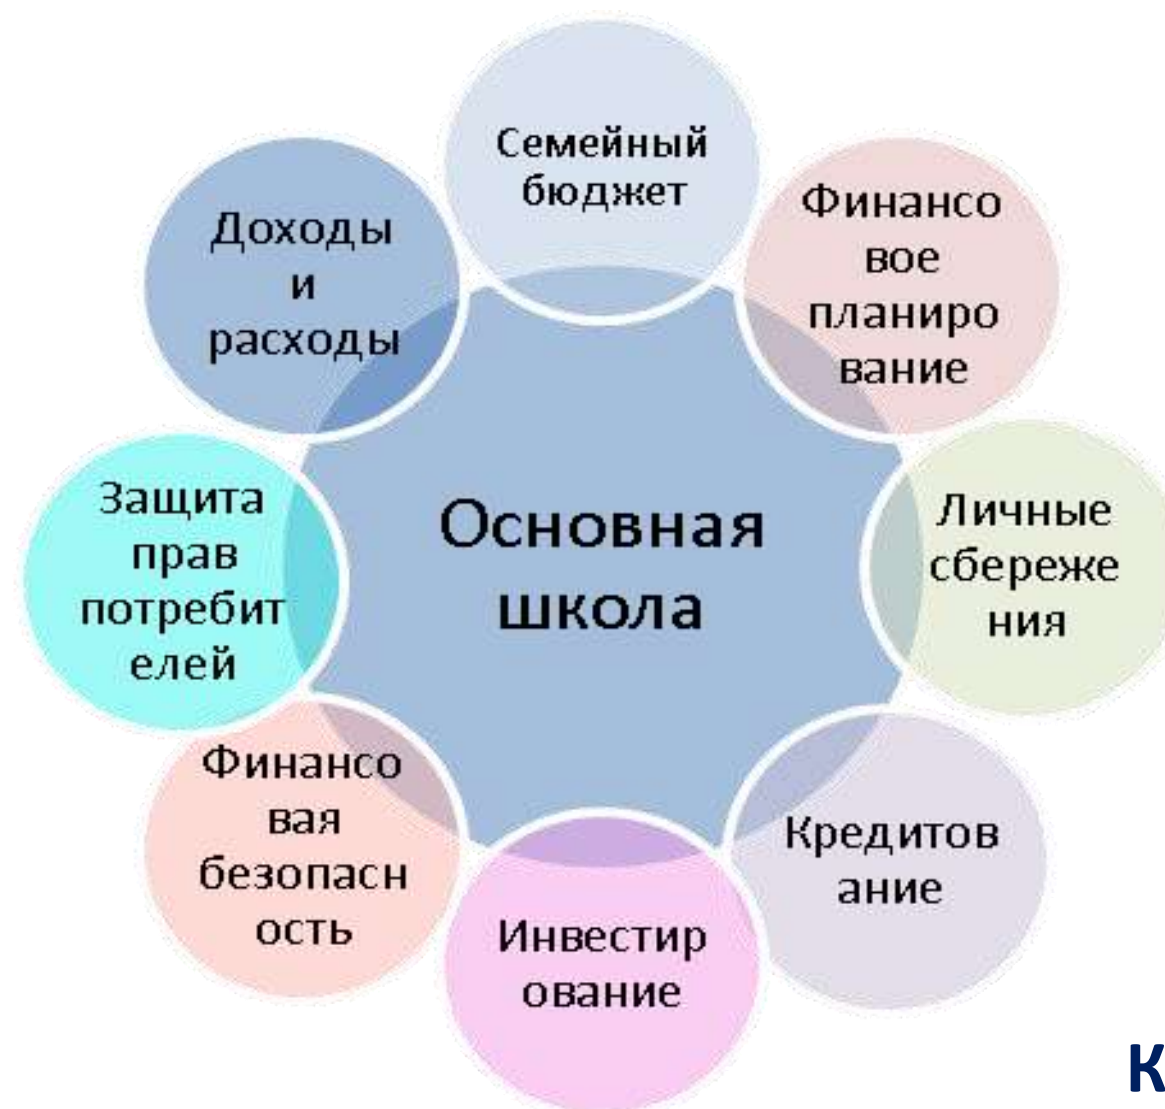 Семейный
бюджет
Финансо
вое
планиро
вание
Личные
сбереже
ния
Кредитов
ание
Инвестир
ование
Финансо
вая
безопасн
ость
Защита
прав
потребит
елей
Доходы
и
расходы
Основная
школа
К